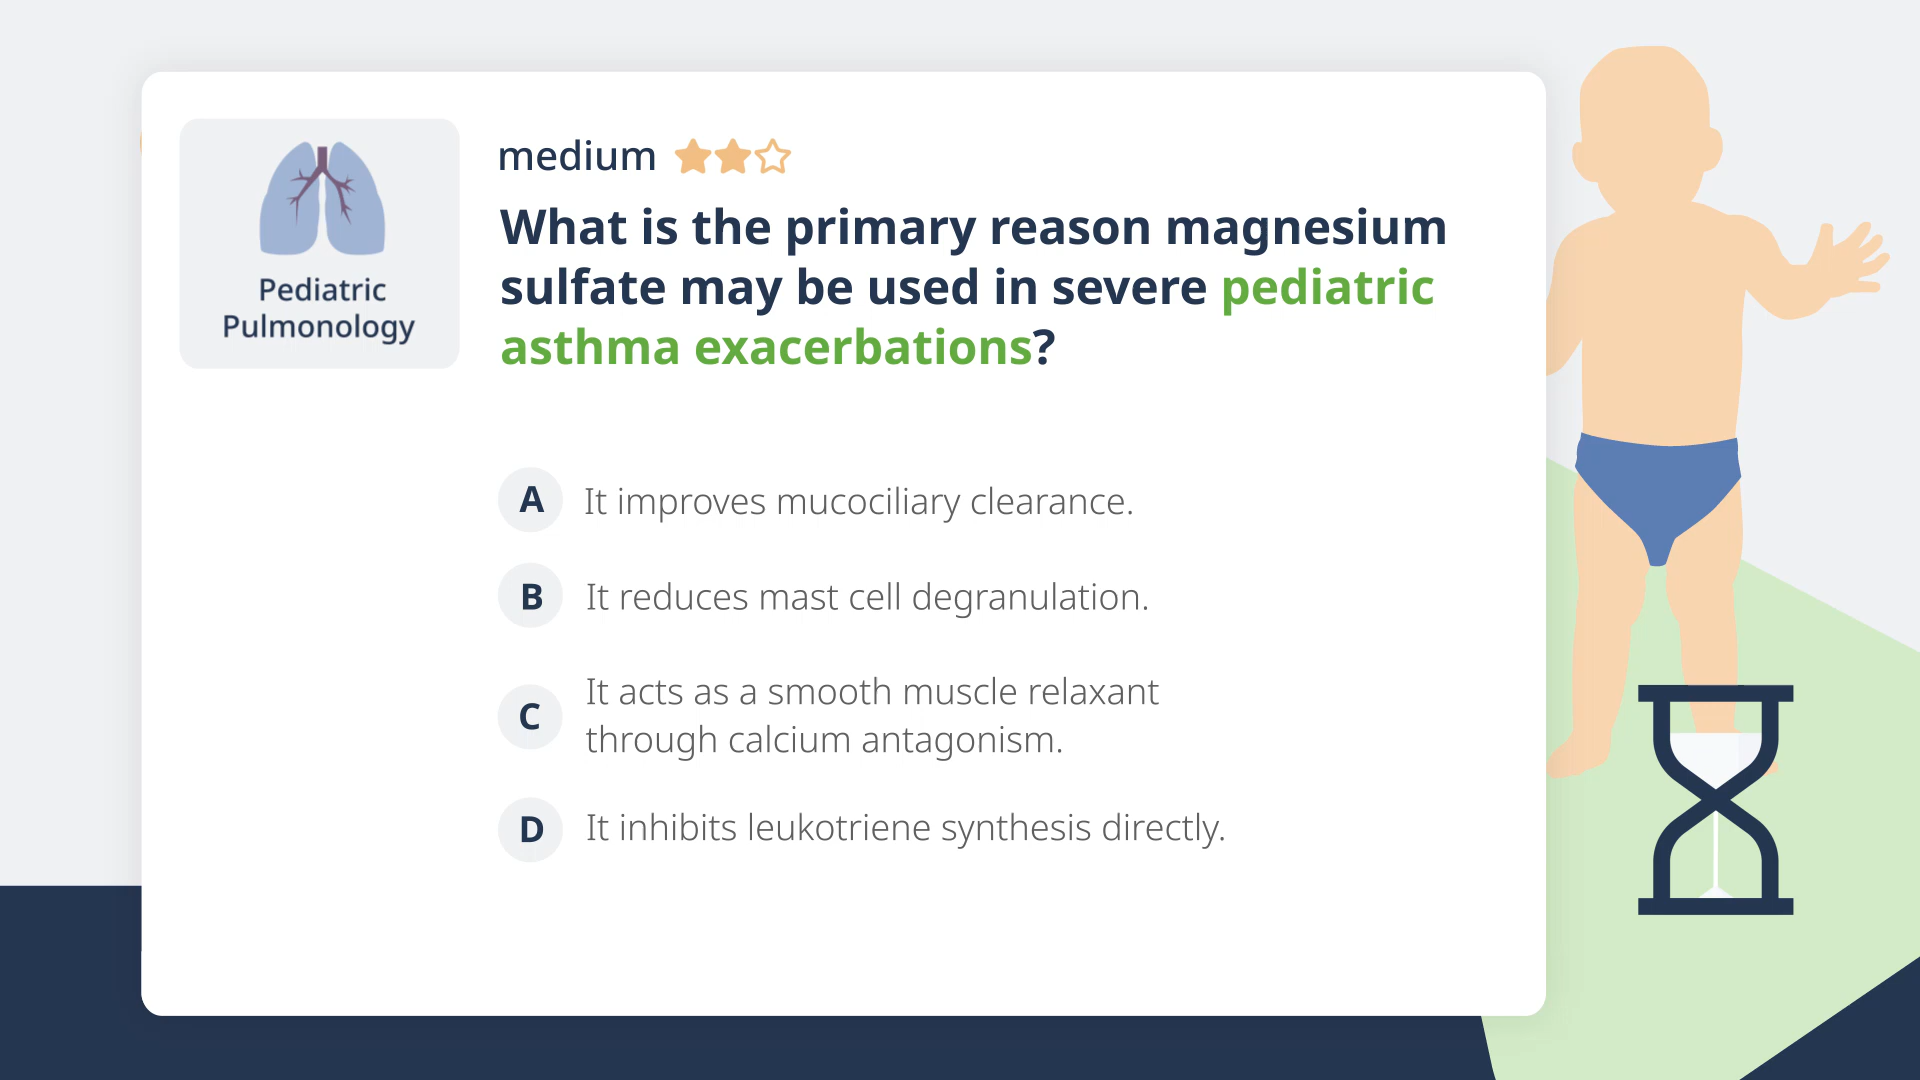 Pediatric
Pulmonology
medium
What is the primary reason magnesium
sulfate may be used in severe pediatric
asthma exacerbations?
A It improves mucociliary clearance.
B It reduces mast cell degranulation.
C It acts as a smooth muscle relaxant
through calcium antagonism.
D It inhibits leukotriene synthesis directly.